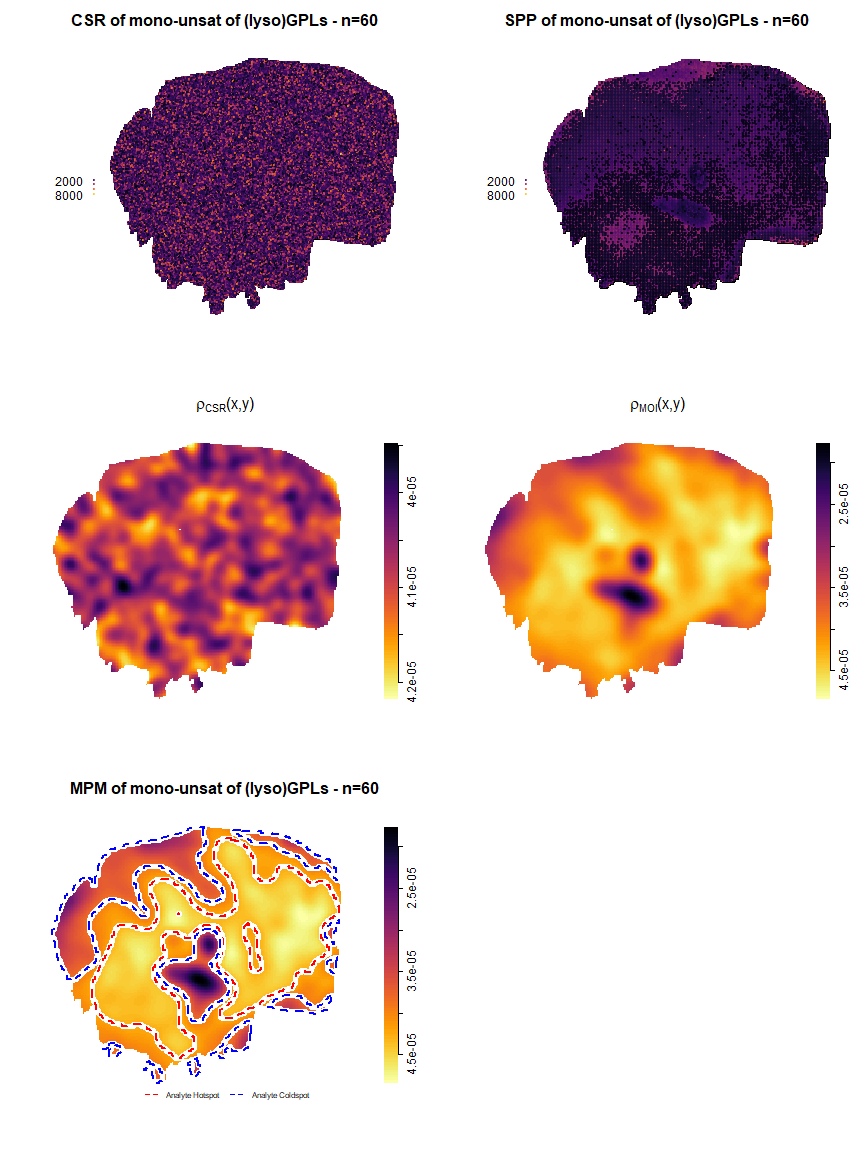 CSR of mono-unsat of (lyso)GPLs - n=60
SPP of mono-unsat of (lyso)GPLs - n=60
2000
8000
2000
8000
ρCSR(x,y)
ρMOI(x,y)
4e-05
4.1e-05
4.2e-05
2.5e-05
3.5e-05
4.5e-05
MPM of mono-unsat of (lyso)GPLs - n=60
2.5e-05
3.5e-05
4.5e-05
Analyte Hotspot
Analyte Coldspot